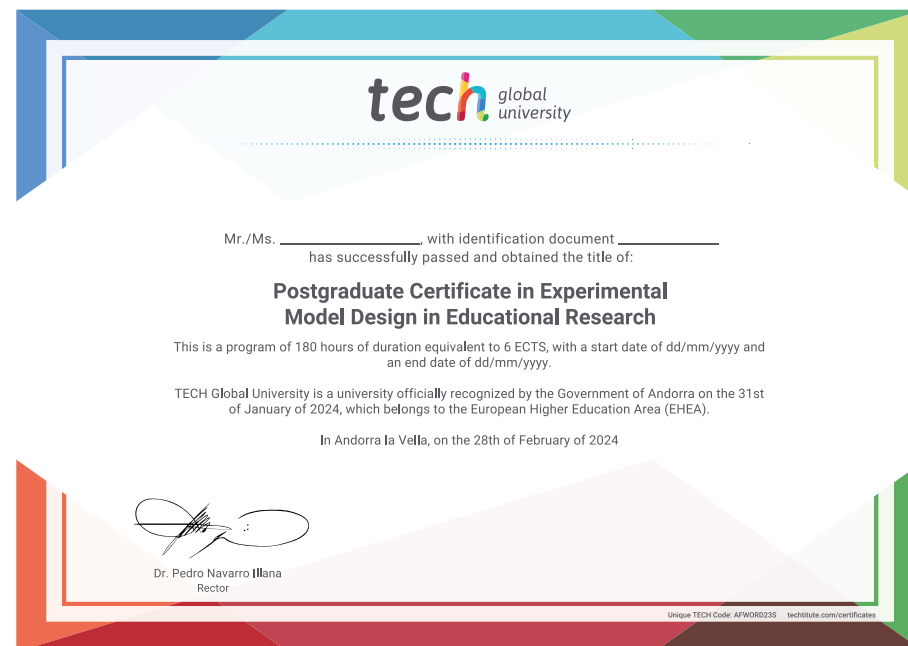 tech global university
Mr./Ms. ____________, with identification document ____________
has successfully passed and obtained the title of:
Postgraduate Certificate in Experimental
Model Design in Educational Research
This is a program of 180 hours of duration equivalent to 6 ECTS, with a start date of dd/mm/yyyy and
an end date of dd/mm/yyyy.
TECH Global University is a university officially recognized by the Government of Andorra on the 31st
of January of 2024, which belongs to the European Higher Education Area (EHEA).
In Andorra la Vella, on the 28th of February of 2024
Dr. Pedro Navarro Illana
Rector
Unique TECH Code: AFWORD23S techtitute.com/certificates